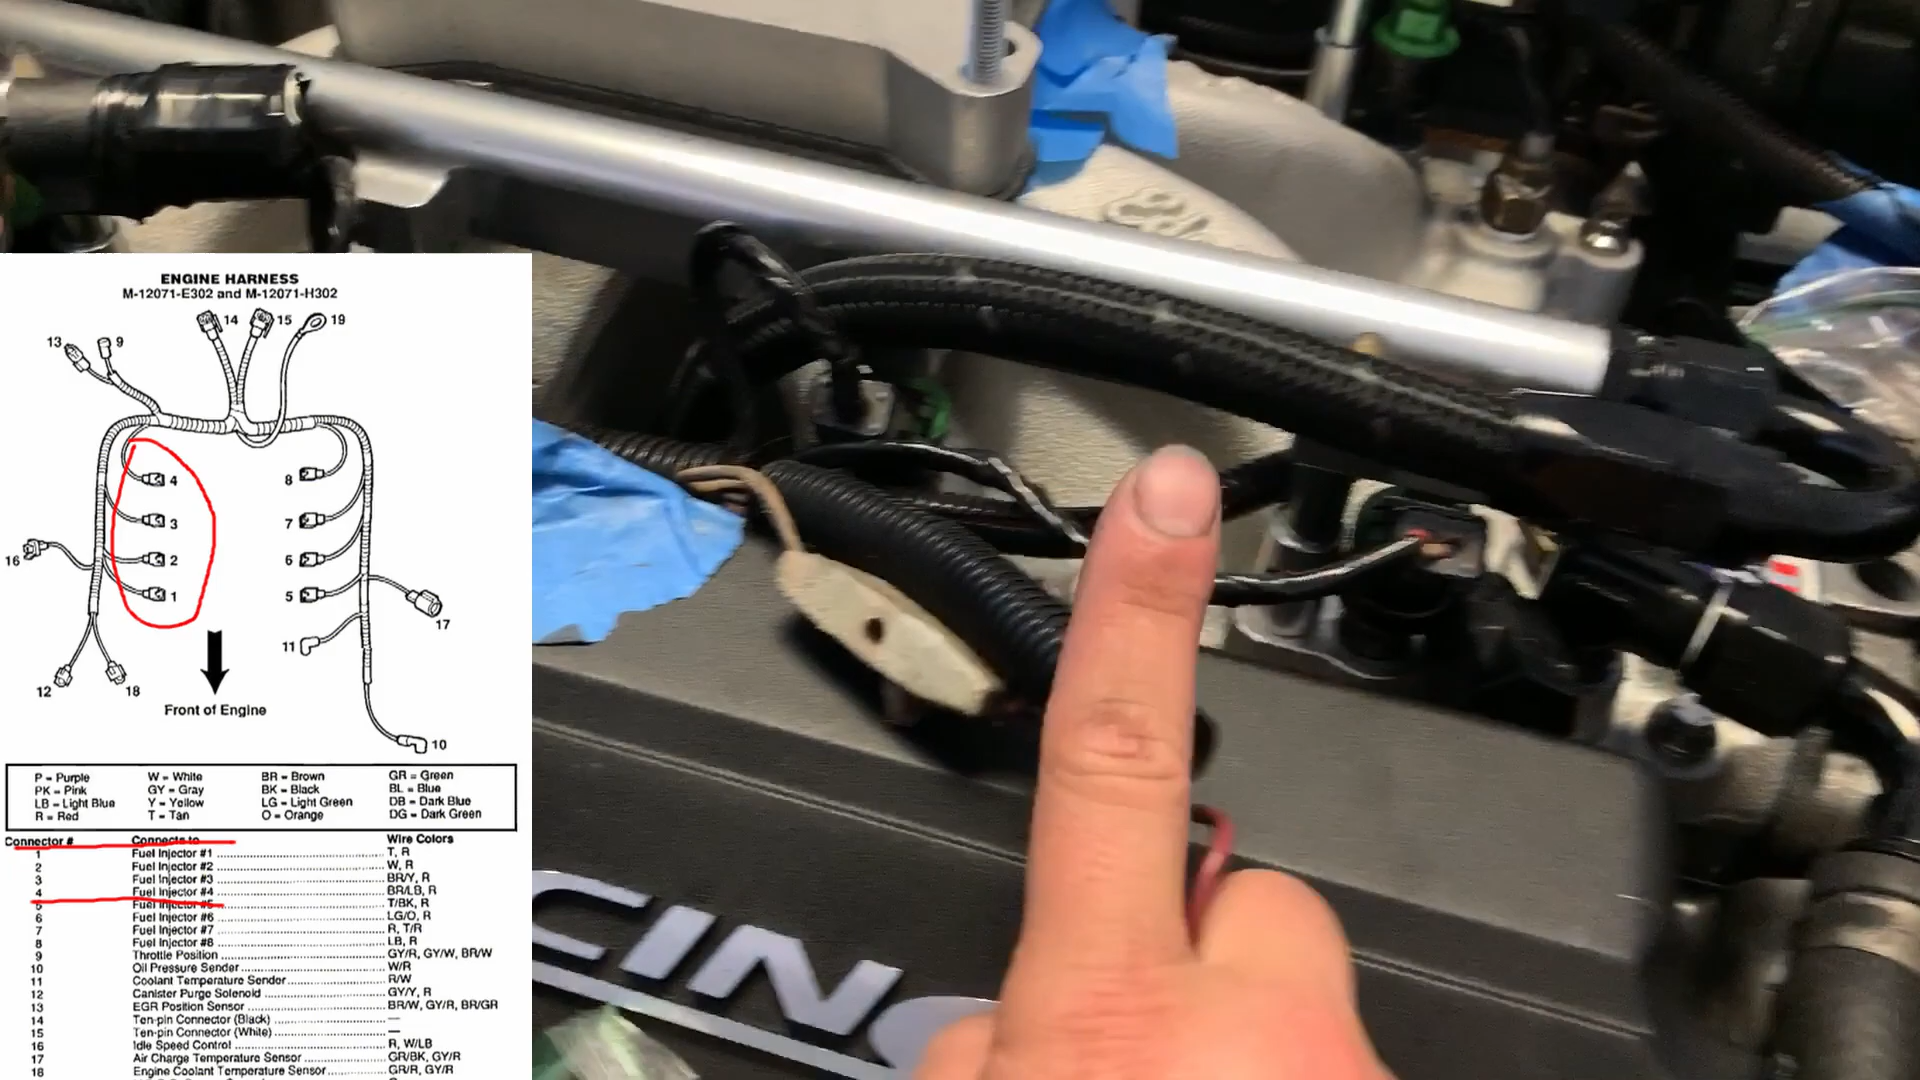 ENGINE HARNESS
M-12071-E302 and M-12071-H302
14 15 19
13 9
4 8
3 7
16 2 6
1 5
17
11
12 18
Front of Engine
10
P = Purple W = White BR = Brown GR = Green
PK = Pink GY = Gray BK = Black BL = Blue
LB = Light Blue Y = Yellow LG = Light Green DB = Dark Blue
R = Red T = Tan O = Orange DG = Dark Green
Connector # Connects to Wire Colors
1 Fuel Injector #1 T, R
2 Fuel Injector #2 W, R
3 Fuel Injector #3 BR/Y, R
4 Fuel Injector #4 BR/LB, R
5 Fuel Injector #5 T/BK, R
6 Fuel Injector #6 LG/O, R
7 Fuel Injector #7 R, T/R
8 Fuel Injector #8 LB, R
9 Throttle Position GY/R, GY/W, BR/W
10 Oil Pressure Sender W/R
11 Coolant Temperature Sender R/W
12 Canister Purge Solenoid GY/Y, R
13 EGR Position Sensor BR/W, GY/R, BR/GR
14 Ten-pin Connector (Black) —
15 Ten-pin Connector (White) —
16 Idle Speed Control R, W/LB
17 Air Charge Temperature Sensor GR/BK, GY/R
18 Engine Coolant Temperature Sensor GR/R, GY/R
CIN